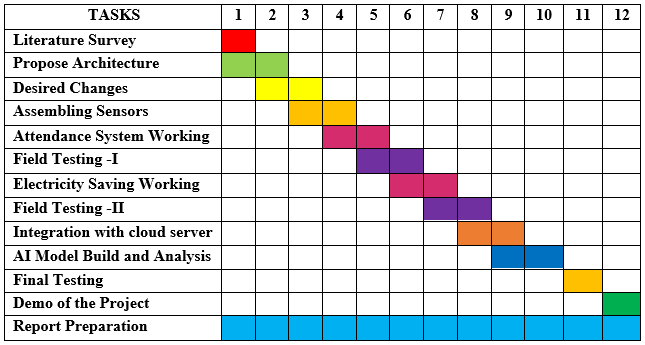 TASKS 1 2 3 4 5 6 7 8 9 10 11 12
Literature Survey
Propose Architecture
Desired Changes
Assembling Sensors
Attendance System Working
Field Testing -I
Electricity Saving Working
Field Testing -II
Integration with cloud server
AI Model Build and Analysis
Final Testing
Demo of the Project
Report Preparation